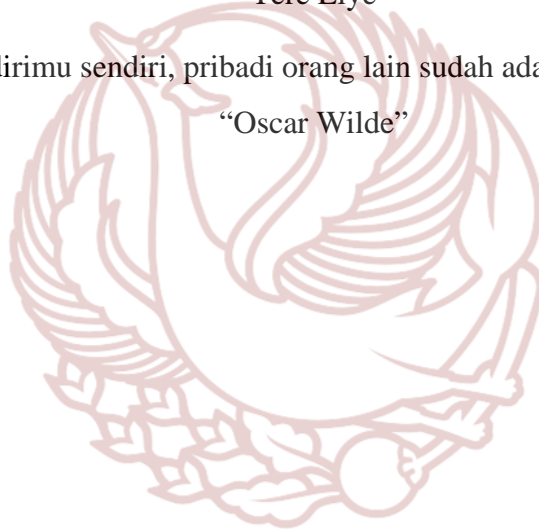 dirimu sendiri, pribadi orang lain sudah ada
“Oscar Wilde”